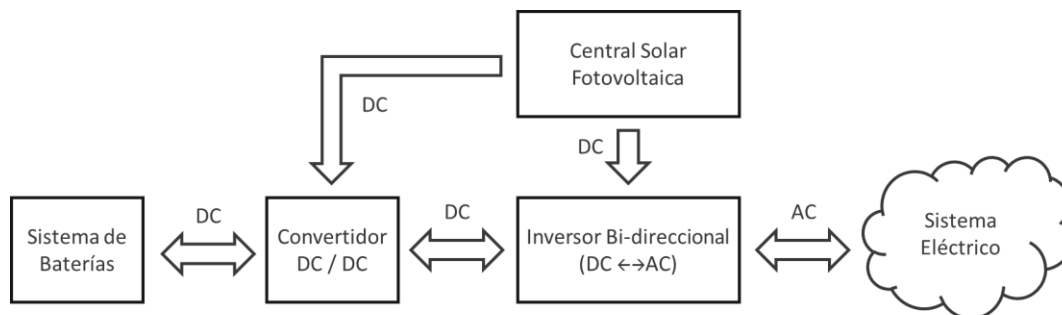 Central Solar
Fotovoltaica
DC
DC
DC
DC
AC
Sistema de
Baterías
Convertidor
DC / DC
Inversor Bi-direccional
(DC ←→AC)
Sistema
Eléctrico